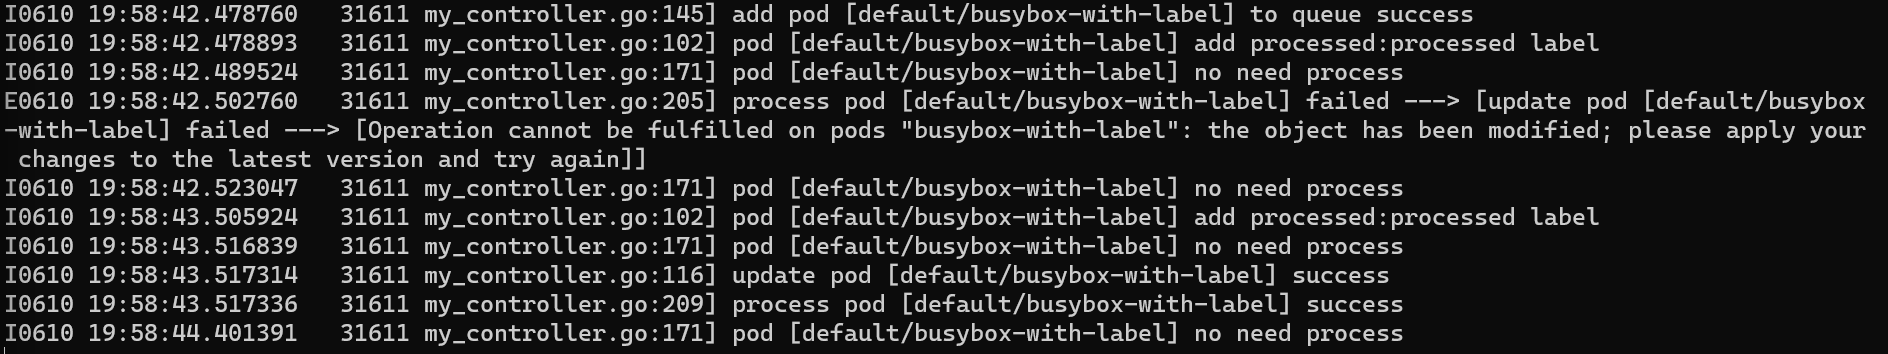 I0610 19:58:42.478760   31611 my_controller.go:145] add pod [default/busybox-with-label] to queue success
I0610 19:58:42.478893   31611 my_controller.go:102] pod [default/busybox-with-label] add processed:processed label
I0610 19:58:42.489524   31611 my_controller.go:171] pod [default/busybox-with-label] no need process
E0610 19:58:42.502760   31611 my_controller.go:205] process pod [default/busybox-with-label] failed ---> [update pod [default/busybox
-with-label] failed ---> [Operation cannot be fulfilled on pods "busybox-with-label": the object has been modified; please apply your
 changes to the latest version and try again]]
I0610 19:58:42.523047   31611 my_controller.go:171] pod [default/busybox-with-label] no need process
I0610 19:58:43.505924   31611 my_controller.go:102] pod [default/busybox-with-label] add processed:processed label
I0610 19:58:43.516839   31611 my_controller.go:171] pod [default/busybox-with-label] no need process
I0610 19:58:43.517314   31611 my_controller.go:116] update pod [default/busybox-with-label] success
I0610 19:58:43.517336   31611 my_controller.go:209] process pod [default/busybox-with-label] success
I0610 19:58:44.401391   31611 my_controller.go:171] pod [default/busybox-with-label] no need process